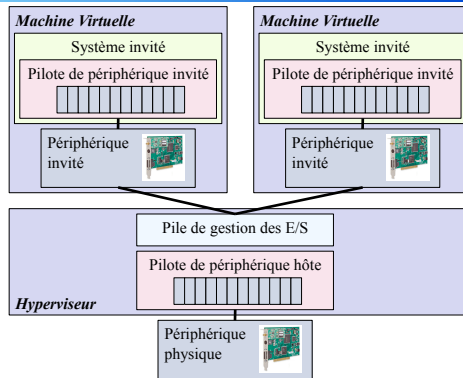 Machine Virtuelle
Système invité
Pilote de périphérique invité
Périphérique
invité
Machine Virtuelle
Système invité
Pilote de périphérique invité
Périphérique
invité
Pile de gestion des E/S
Pilote de périphérique hôte
Hyperviseur
Périphérique
physique